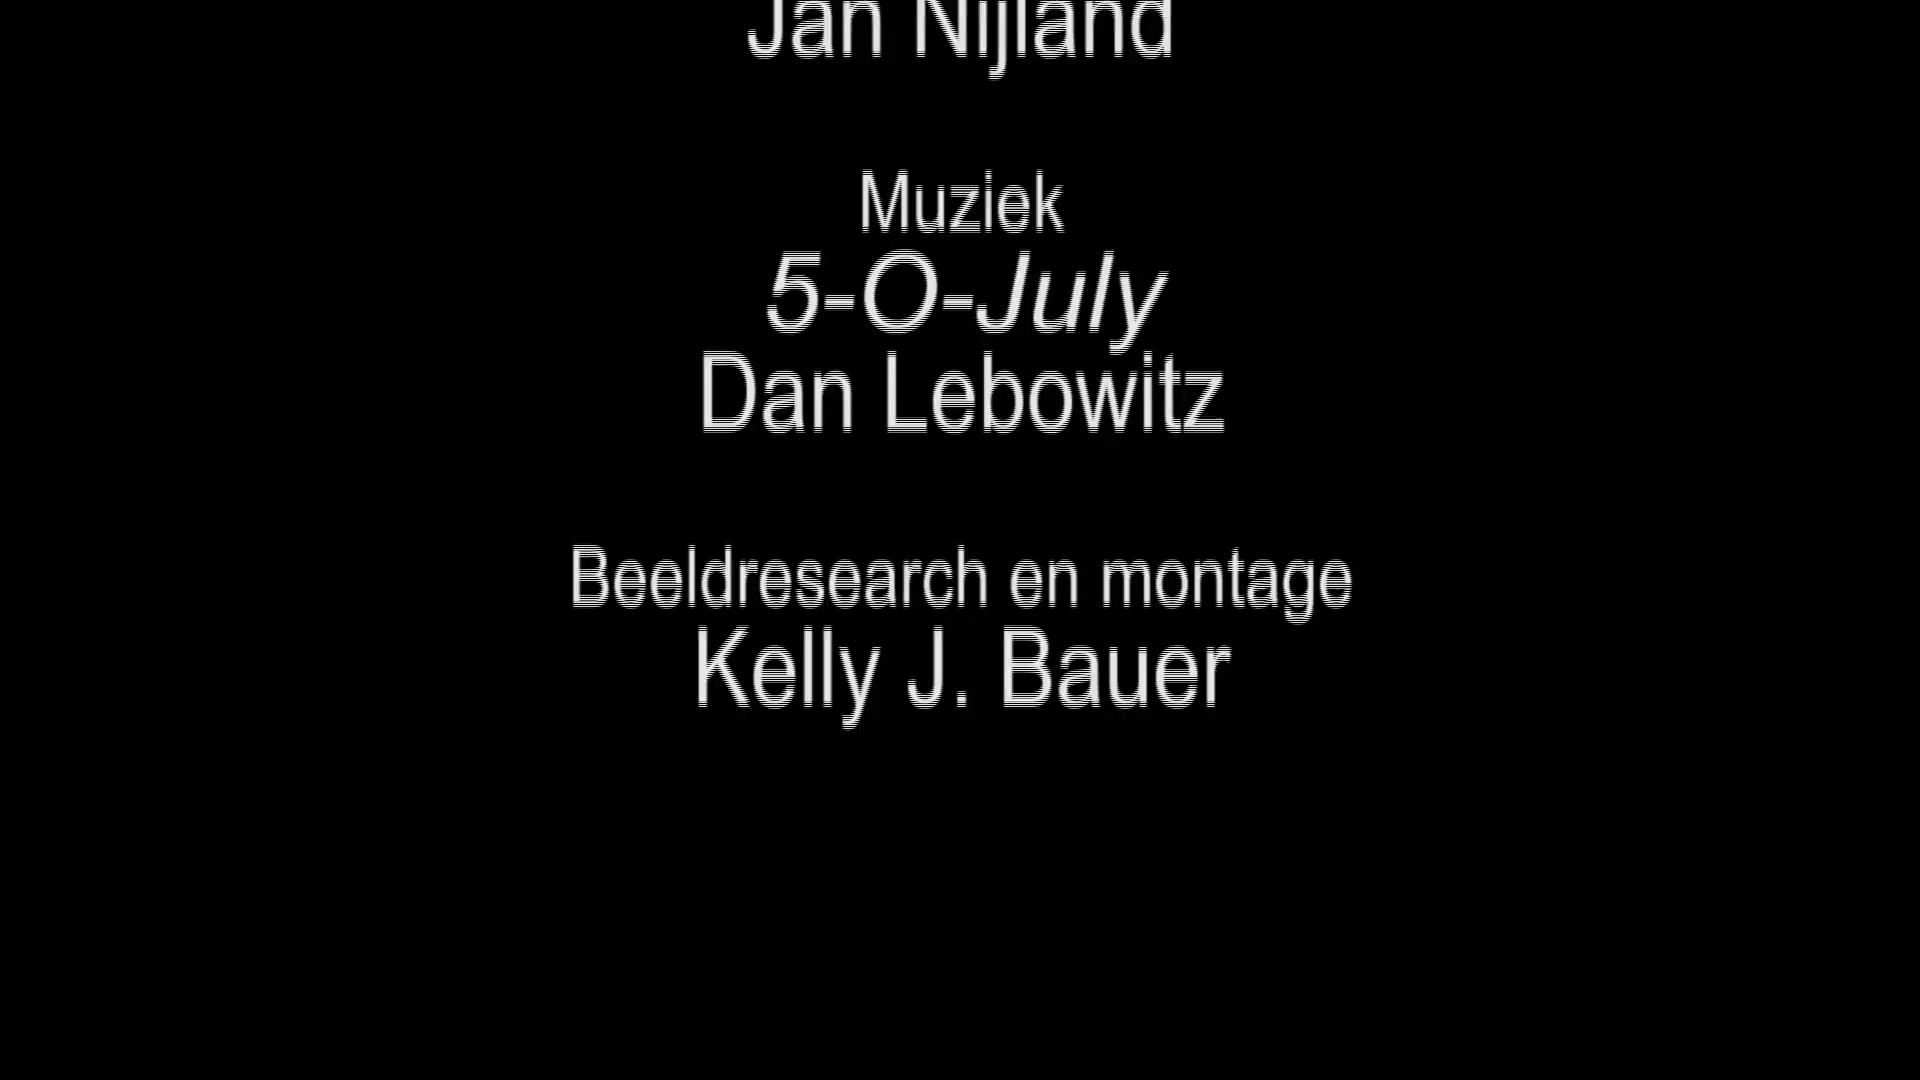 Jan Nijland
Muziek
5-O-July
Dan Lebowitz
Beeldresearch en montage
Kelly J. Bauer